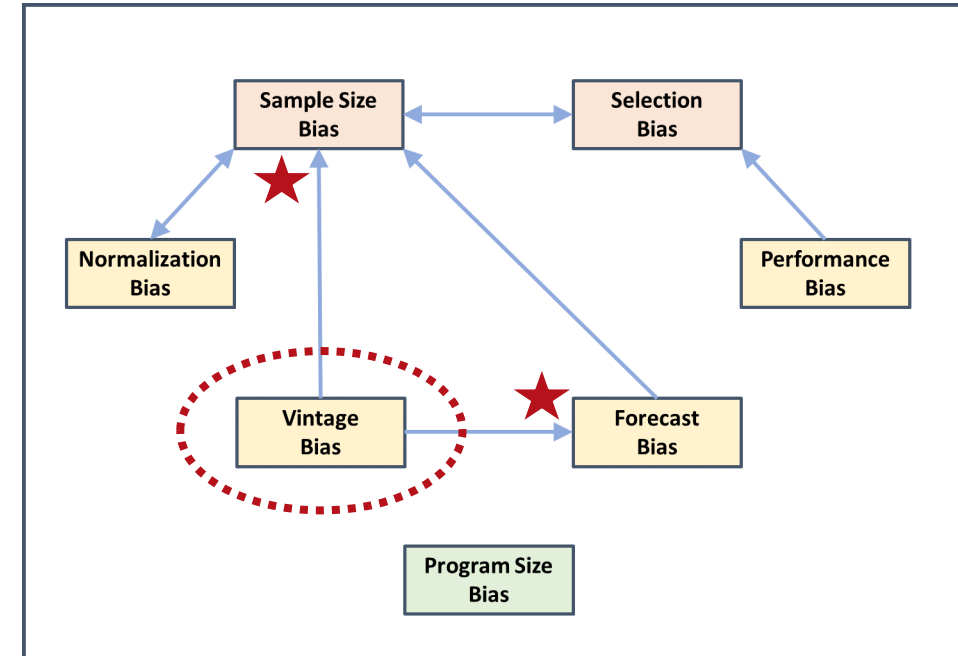 Sample Size
Bias
Selection
Bias
Normalization
Bias
Performance
Bias
Vintage
Bias
Forecast
Bias
Program Size
Bias